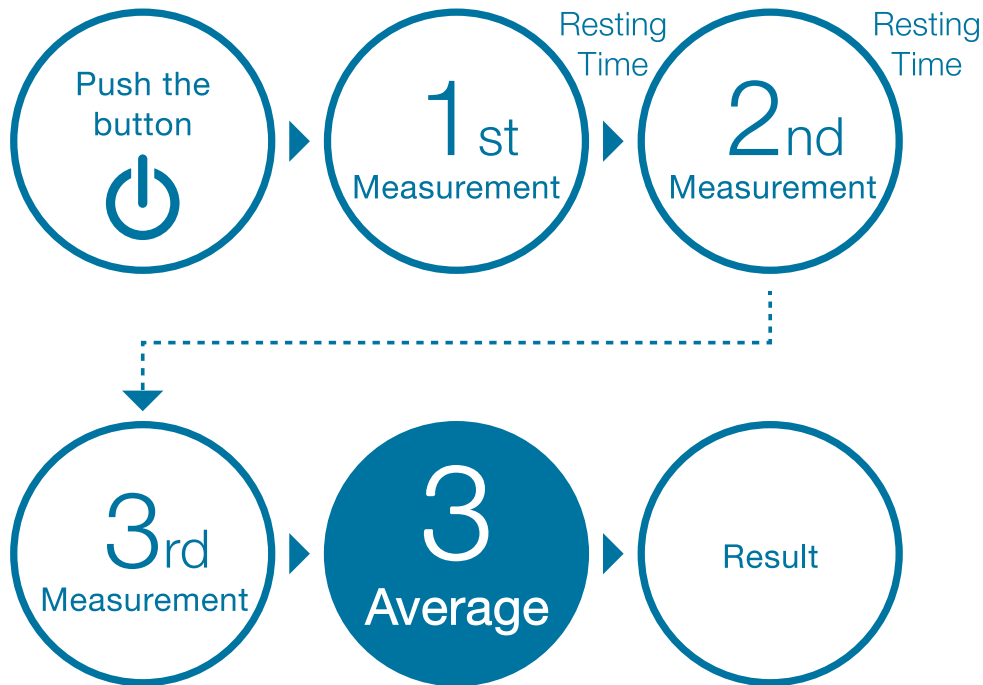 Push the
button
1st
Measurement
Resting
Time
2nd
Measurement
Resting
Time
3rd
Measurement
3
Average
Result